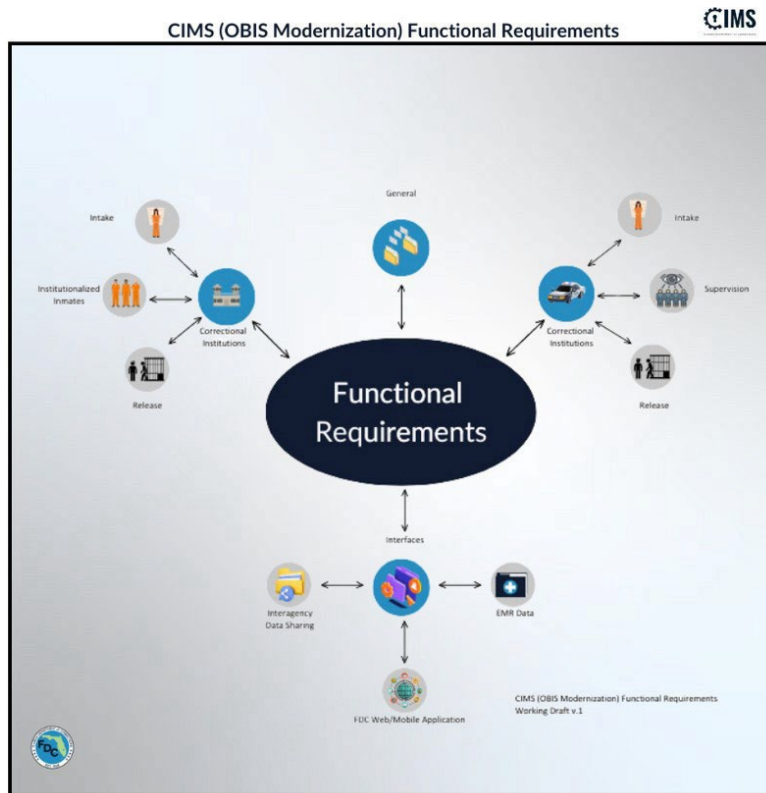 CIMS (OBIS Modernization) Functional Requirements
CIMS
General
Intake
Institutionalized
Inmates
Correctional
Institutions
Release
Intake
Supervision
Correctional
Institutions
Release
Functional
Requirements
Interfaces
Interagency
Data Sharing
EMR Data
FDC Web/Mobile Application
CIMS (OBIS Modernization) Functional Requirements
Working Draft v.1
FDC